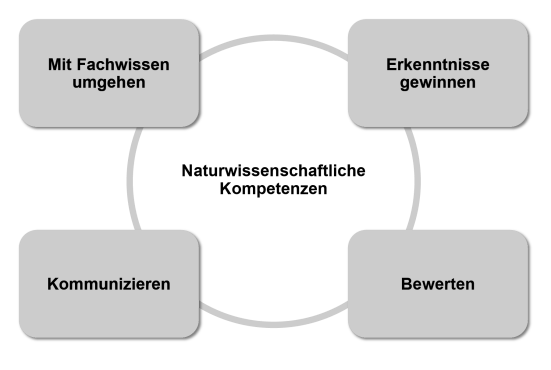 Mit Fachwissen
umgehen
Erkenntnisse
gewinnen
Naturwissenschaftliche
Kompetenzen
Kommunizieren
Bewerten